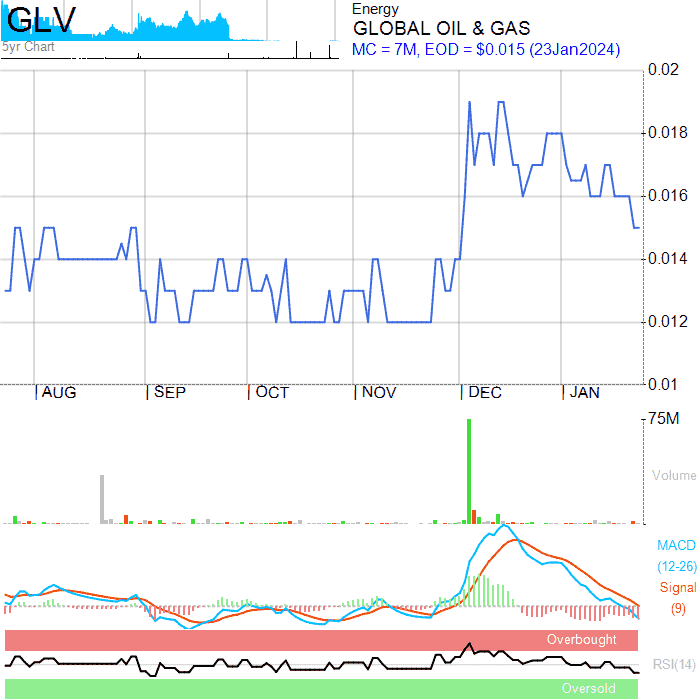 GLV
5yr Chart
Energy
GLOBAL OIL & GAS
MC = 7M, EOD = $0.015 (23Jan2024)
0.02
0.018
0.016
0.014
0.012
0.01
AUG SEP OCT NOV DEC JAN
75M
Volume
MACD
(12-26)
Signal
(9)
Overbought
RSI(14)
Oversold